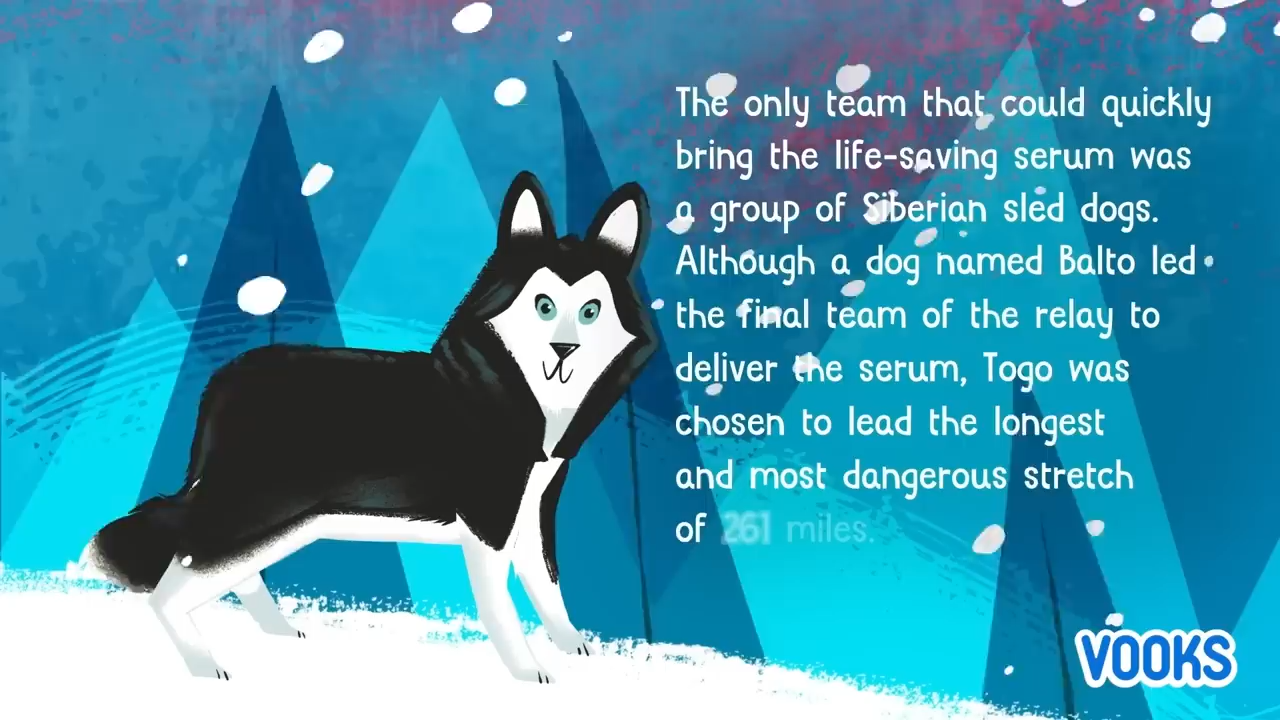 The only team that could quickly
bring the life-saving serum was
a group of Siberian sled dogs.
Although a dog named Balto led
the final team of the relay to
deliver the serum, Togo was
chosen to lead the longest
and most dangerous stretch
of 261 miles.
VOOKS